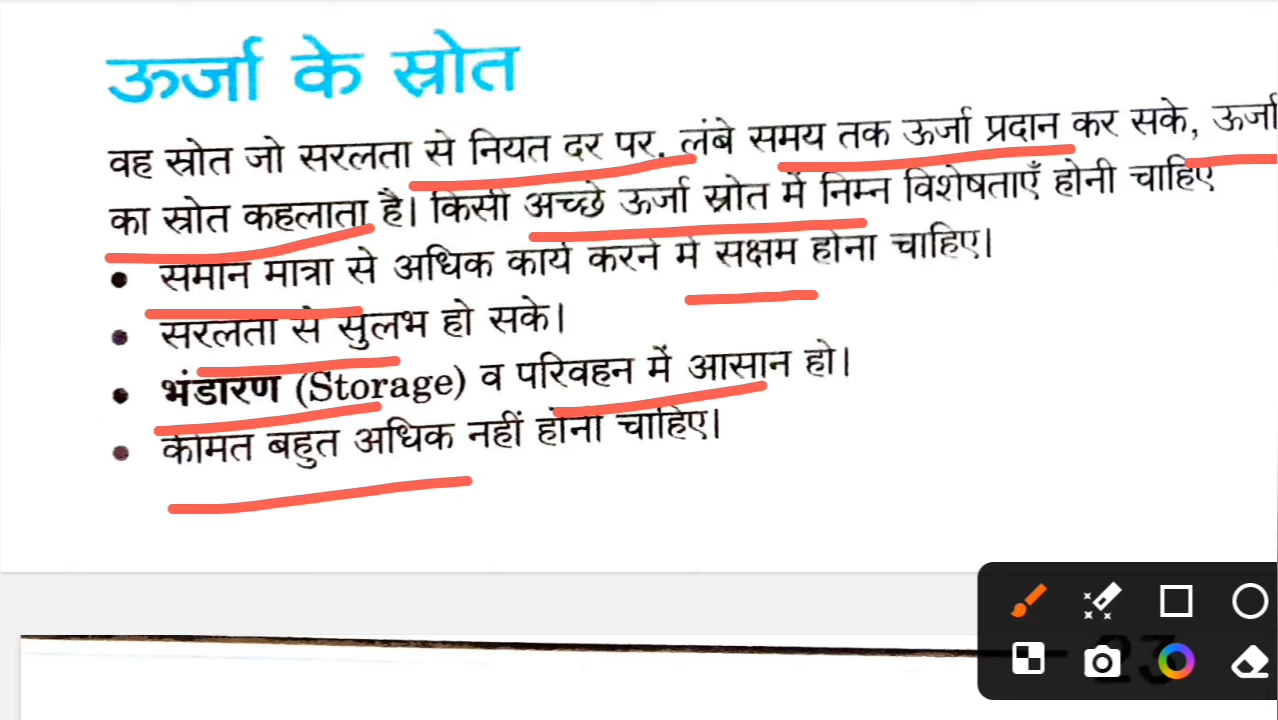 ऊर्जा के स्रोत
वह स्रोत जो सरलता से नियत दर पर, लंबे समय तक ऊर्जा प्रदान कर सके, ऊर्जा
का स्रोत कहलाता है। किसी अच्छे ऊर्जा स्रोत में निम्न विशेषताएँ होनी चाहिए
• समान मात्रा से अधिक कार्य करने में सक्षम होना चाहिए।
• सरलता से सुलभ हो सके।
• भंडारण (Storage) व परिवहन में आसान हो।
• कीमत बहुत अधिक नहीं होना चाहिए।
23